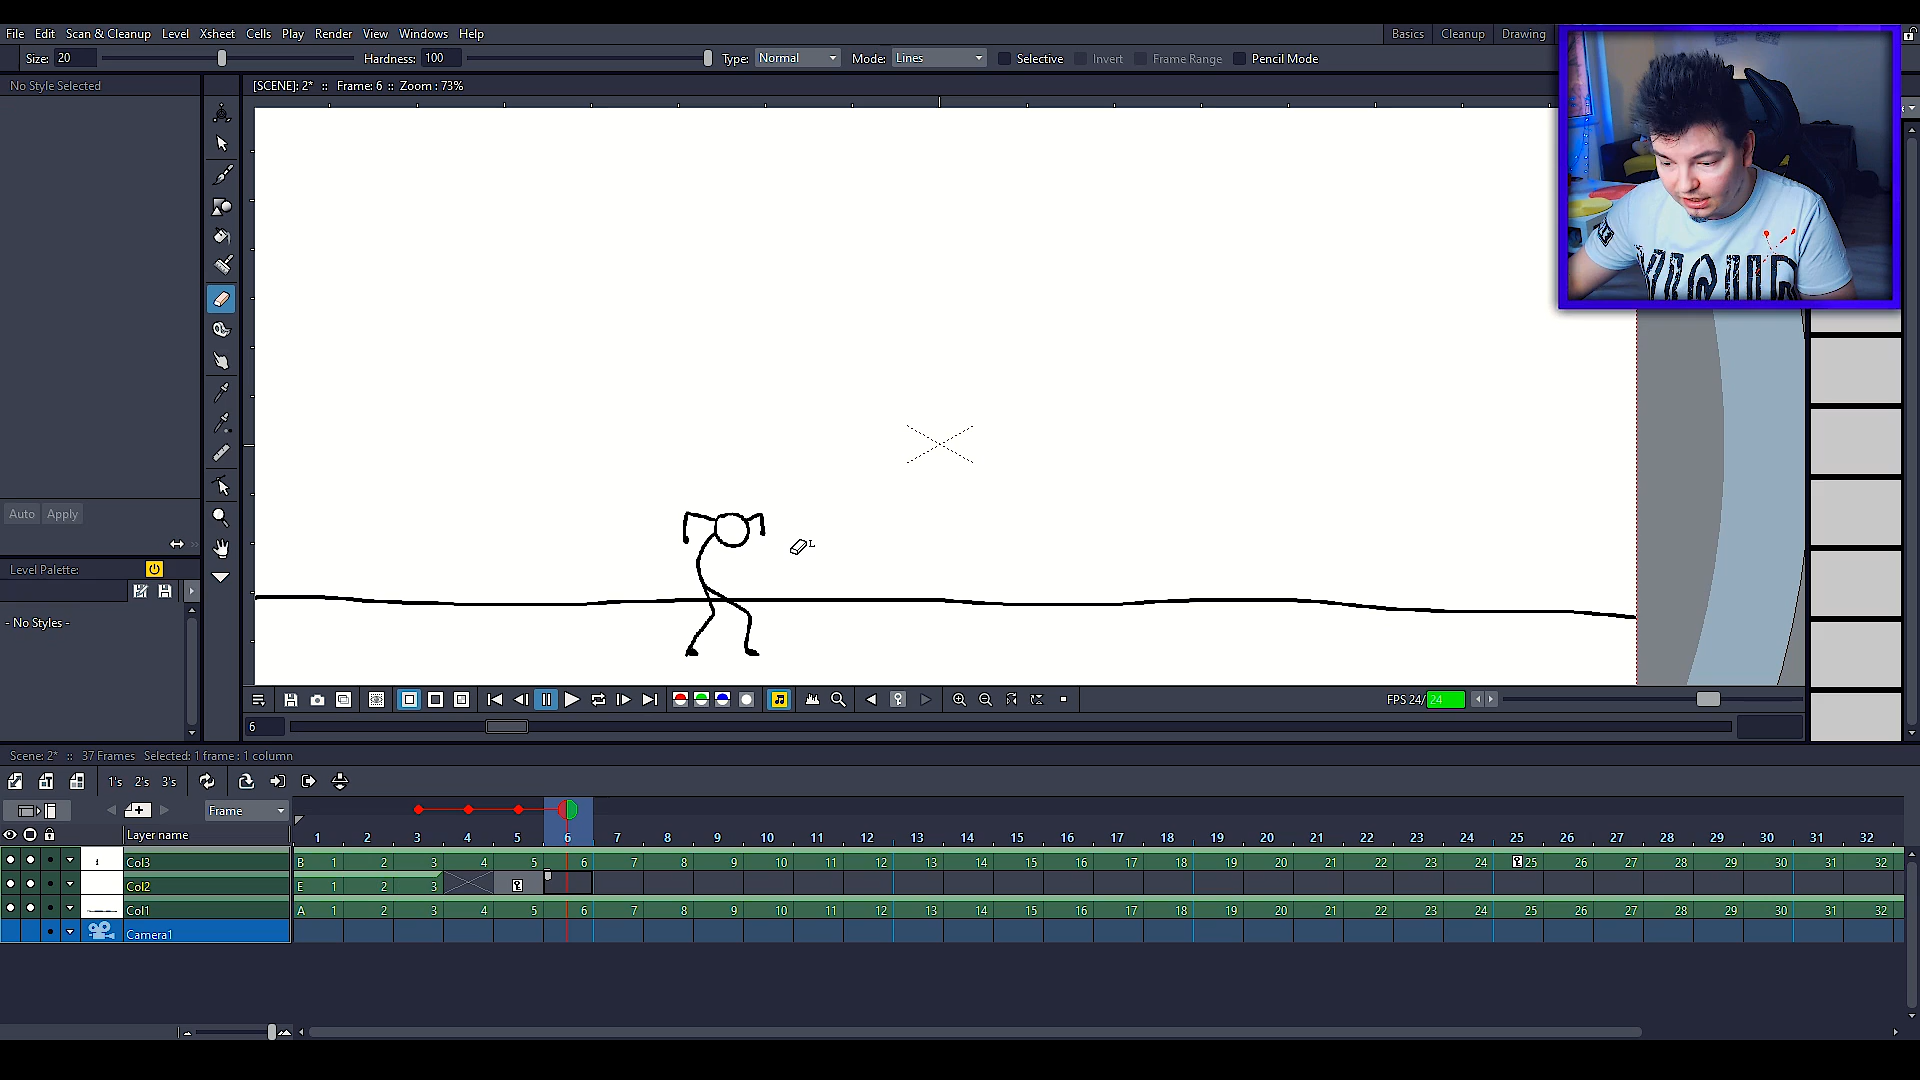 File Edit Scan & Cleanup Level Xsheet Cells Play Render View Windows Help
Basics Cleanup Drawing
Size: 20 Hardness: 100 Type: Normal Mode: Lines Selective Invert Frame Range Pencil Mode
No Style Selected
[SCENE]: 2* :: Frame: 6 :: Zoom : 73%
L
Auto Apply
Level Palette:
- No Styles -
FPS 24/ 24
6
Scene: 2* :: 37 Frames Selected: 1 frame : 1 column
1's 2's 3's
Frame
Layer name 1 2 3 4 5 6 7 8 9 10 11 12 13 14 15 16 17 18 19 20 21 22 23 24 25 26 27 28 29 30 31 32
Col3 B 1 2 3 4 5 6 7 8 9 10 11 12 13 14 15 16 17 18 19 20 21 22 23 24 25 26 27 28 29 30 31 32
Col2 E 1 2 3
Col1 A 1 2 3 4 5 6 7 8 9 10 11 12 13 14 15 16 17 18 19 20 21 22 23 24 25 26 27 28 29 30 31 32
Camera1